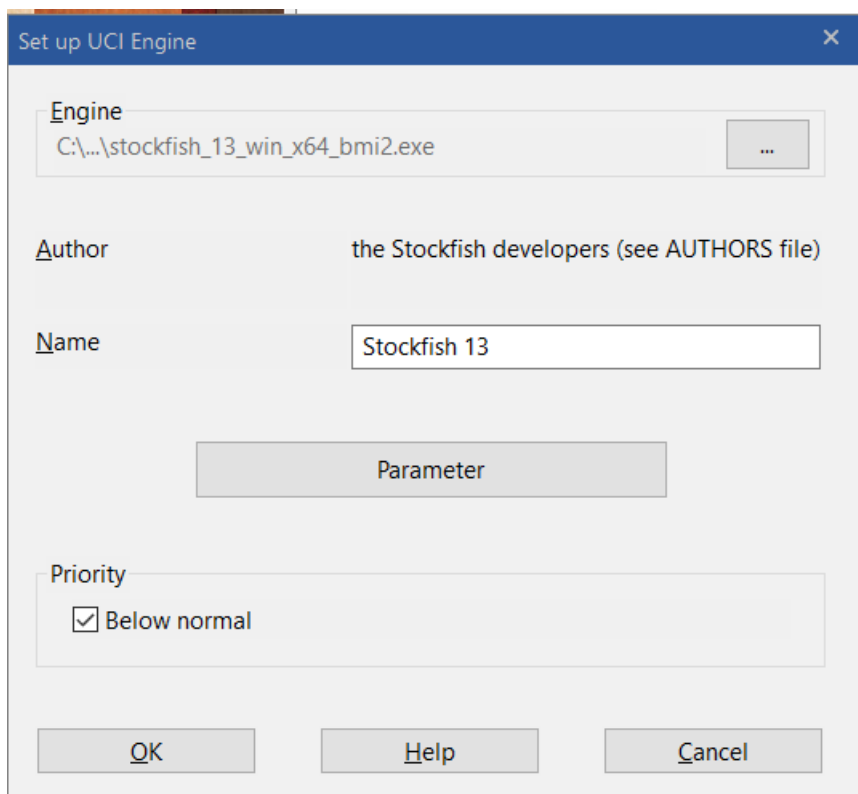 Set up UCI Engine
Engine
C:\...\stockfish_13_win_x64_bmi2.exe
...
Author the Stockfish developers (see AUTHORS file)
Name Stockfish 13
Parameter
Priority
Below normal
OK Help Cancel